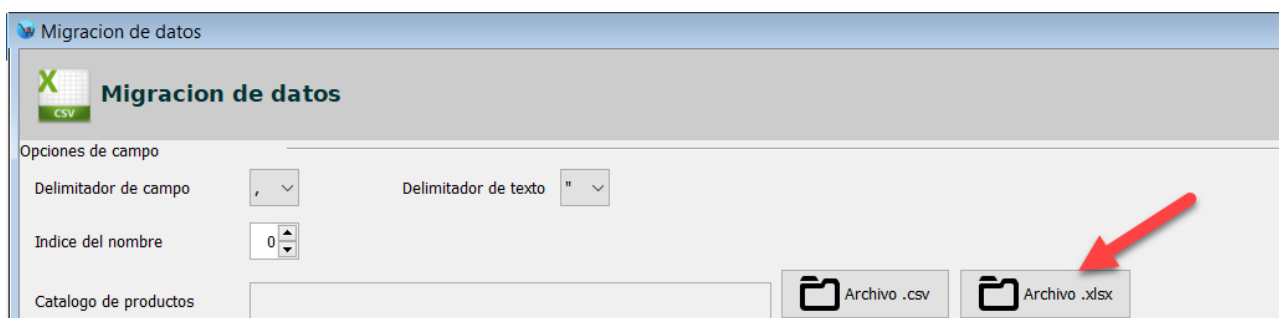 Migracion de datos
X
CSV
Migracion de datos
Opciones de campo
Delimitador de campo , Delimitador de texto "
Indice del nombre 0
Catalogo de productos Archivo .csv Archivo .xlsx